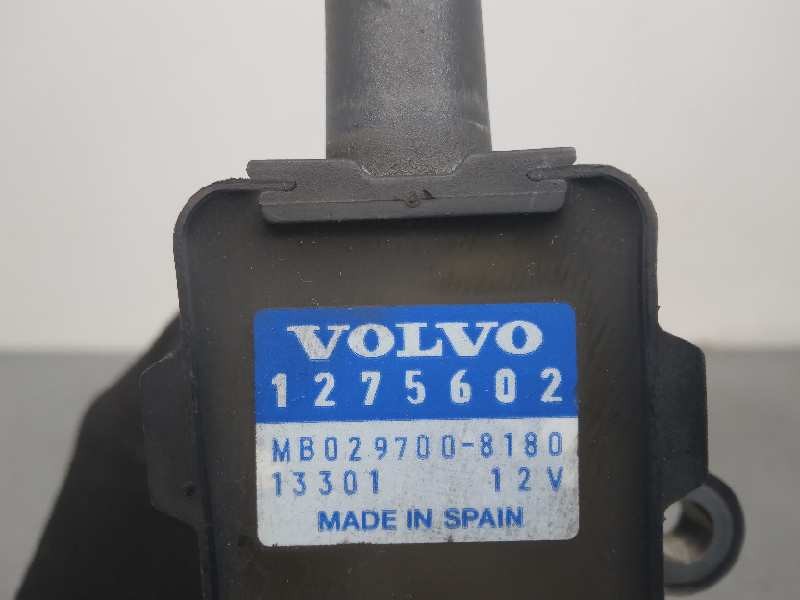 VOLVO
1275602
MB029700-8180
13301 12V
MADE IN SPAIN